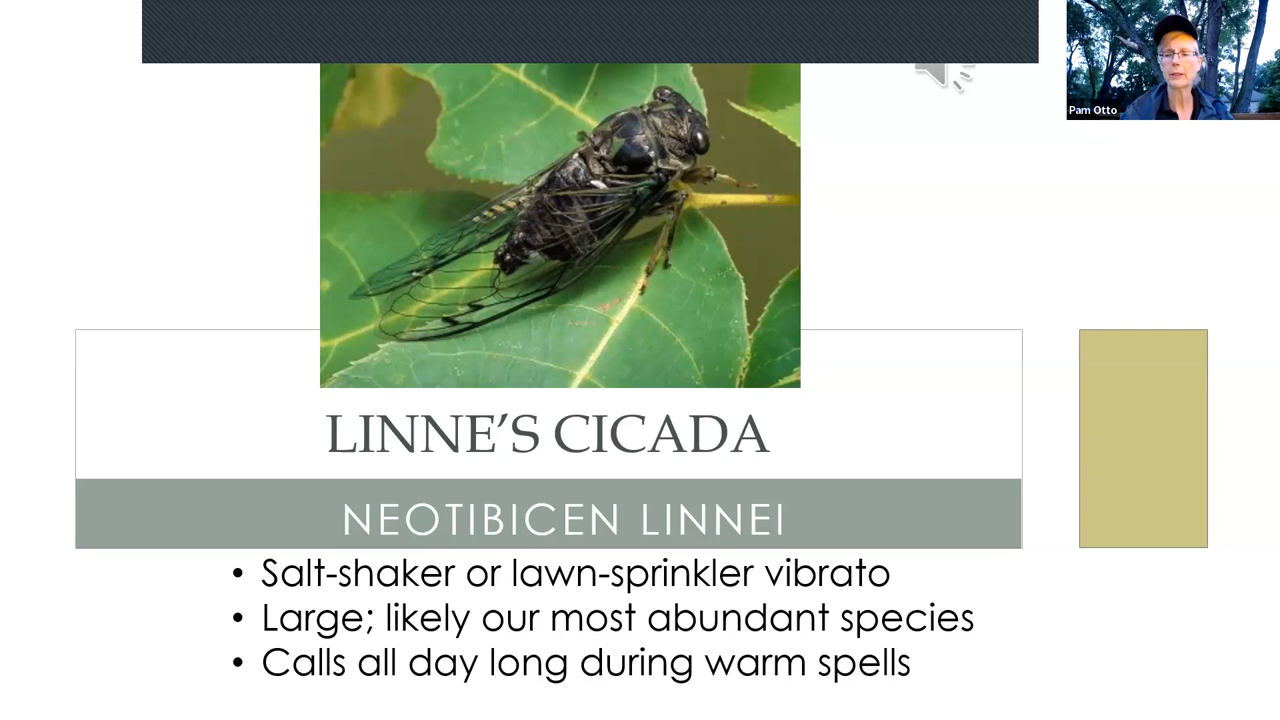 Pam Otto
LINNE'S CICADA
NEOTIBICEN LINNEI
• Salt-shaker or lawn-sprinkler vibrato
• Large; likely our most abundant species
• Calls all day long during warm spells